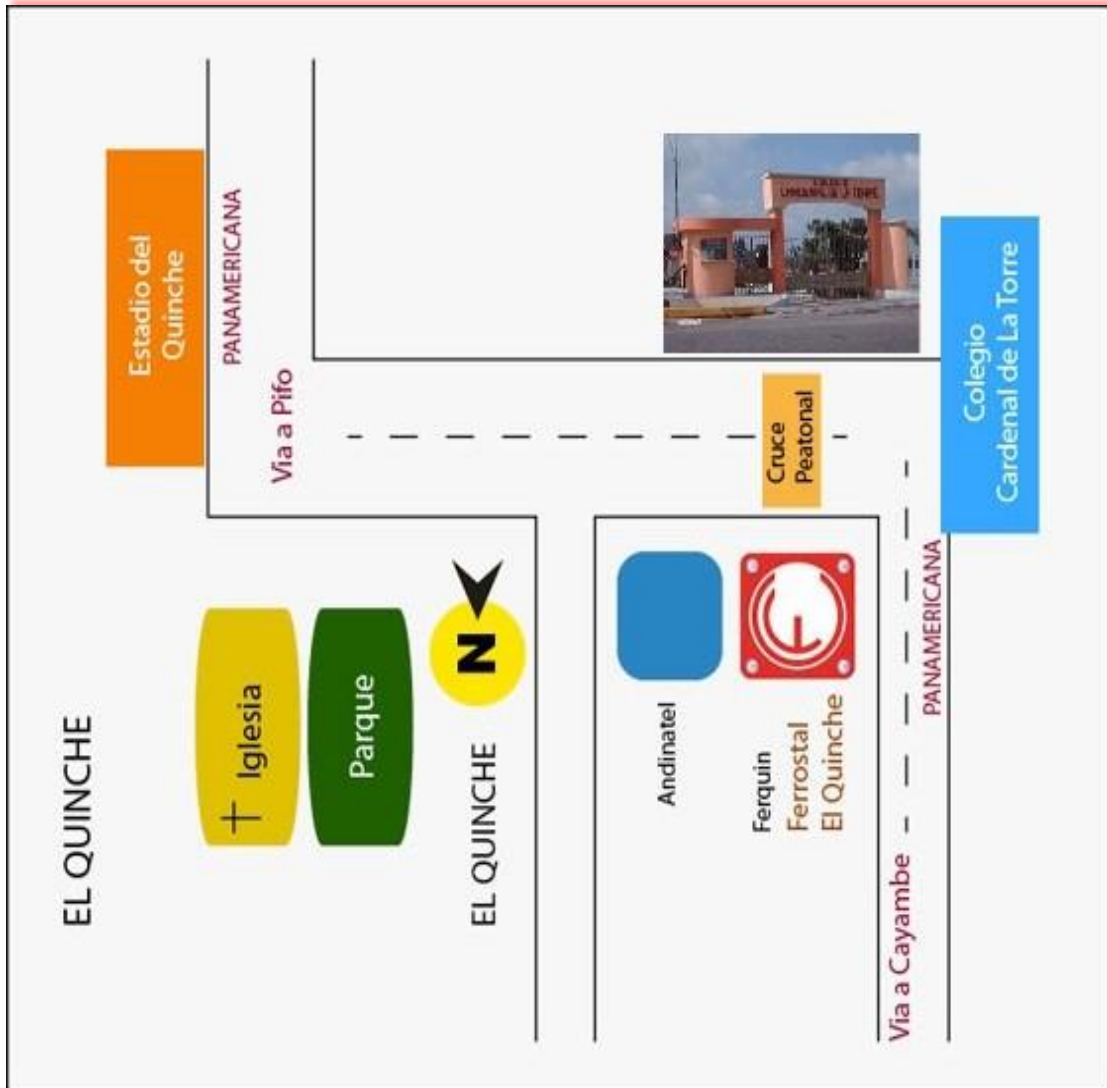 EL QUINCHE
Estadio del
Quinche
PANAMERICANA
Via a Pifo
Iglesia
Parque
N
EL QUINCHE
Andinatel
Ferquin
Ferrostal
El Quinche
Cruce
Peatonal
Colegio
Cardenal de La Torre
PANAMERICANA
Via a Cayambe